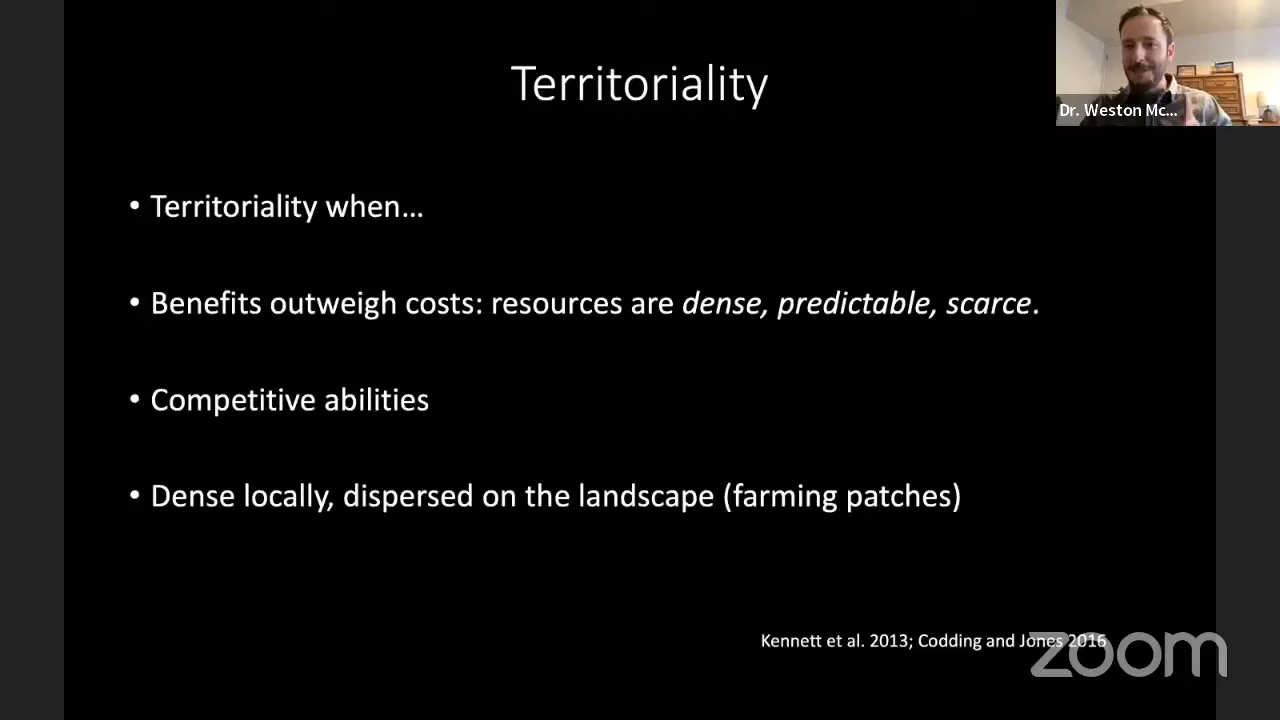 Territoriality
Dr. Weston Mc...
• Territoriality when…
• Benefits outweigh costs: resources are dense, predictable, scarce.
• Competitive abilities
• Dense locally, dispersed on the landscape (farming patches)
Kennett et al. 2013; Codding and Jones 2016
zoom